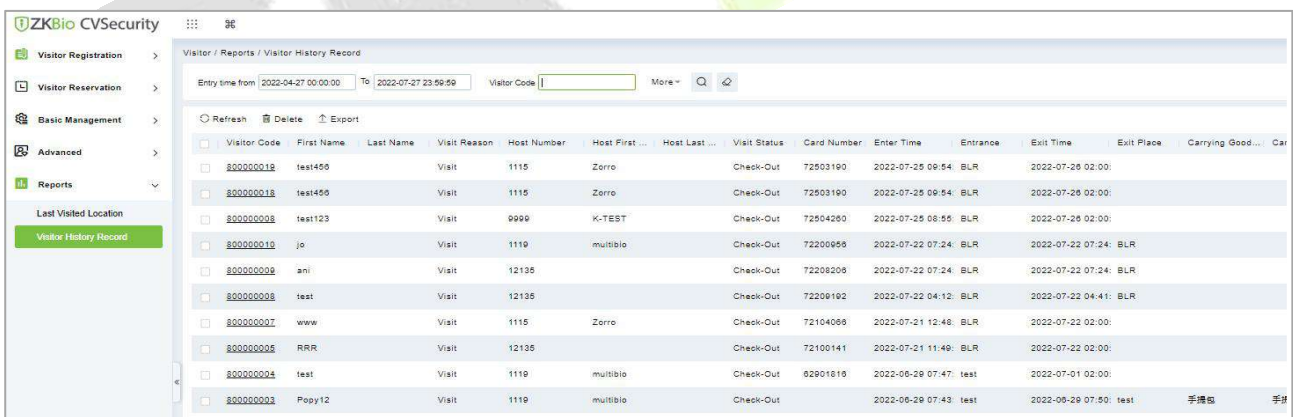 ZKBio CVSecurity
Visitor Registration
Visitor Reservation
Basic Management
Advanced
Reports
Last Visited Location
Visitor History Record
Visitor / Reports / Visitor History Record
Entry time from 2022-04-27 00:00:00 To 2022-07-27 23:59:59 Visitor Code More
Refresh Delete Export
Visitor Code First Name Last Name Visit Reason Host Number Host First ... Host Last ... Visit Status Card Number Enter Time Entrance Exit Time Exit Place Carrying Good... Car
800000019 test456 Visit 1115 Zorro Check-Out 72503190 2022-07-25 09:54: BLR 2022-07-26 02:00:
800000018 test456 Visit 1115 Zorro Check-Out 72503190 2022-07-25 09:54: BLR 2022-07-26 02:00:
800000008 test123 Visit 9999 K-TEST Check-Out 72504260 2022-07-25 08:56: BLR 2022-07-26 02:00:
800000010 jo Visit 1119 multibio Check-Out 72200956 2022-07-22 07:24: BLR 2022-07-22 07:24: BLR
800000009 ani Visit 12135 Check-Out 72208206 2022-07-22 07:24: BLR 2022-07-22 07:24: BLR
800000008 test Visit 12135 Check-Out 72209192 2022-07-22 04:12: BLR 2022-07-22 04:41: BLR
800000007 www Visit 1115 Zorro Check-Out 72104066 2022-07-21 12:48: BLR 2022-07-22 02:00:
800000005 RRR Visit 12135 Check-Out 72100141 2022-07-21 11:49: BLR 2022-07-22 02:00:
800000004 test Visit 1119 multibio Check-Out 62901816 2022-06-29 07:47: test 2022-07-01 02:00:
800000003 Popy12 Visit 1119 multibio Check-Out 2022-06-29 07:43: test 2022-06-29 07:50: test 手提包